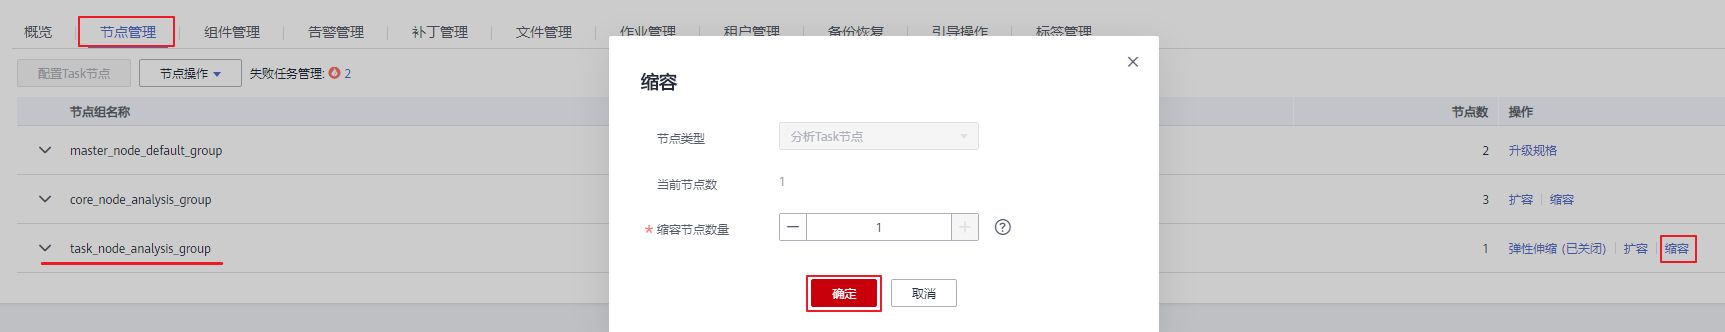 概览 节点管理 组件管理 告警管理 补丁管理 文件管理 作业管理 租户管理 备份恢复 引导操作 标签管理
配置Task节点 节点操作 失败任务管理: 2
节点组名称 节点数 操作
master_node_default_group 2 升级规格
core_node_analysis_group 3 扩容 缩容
task_node_analysis_group 1 弹性伸缩 (已关闭) 扩容 缩容
缩容
节点类型 分析Task节点
当前节点数 1
* 缩容节点数量 1
确定 取消